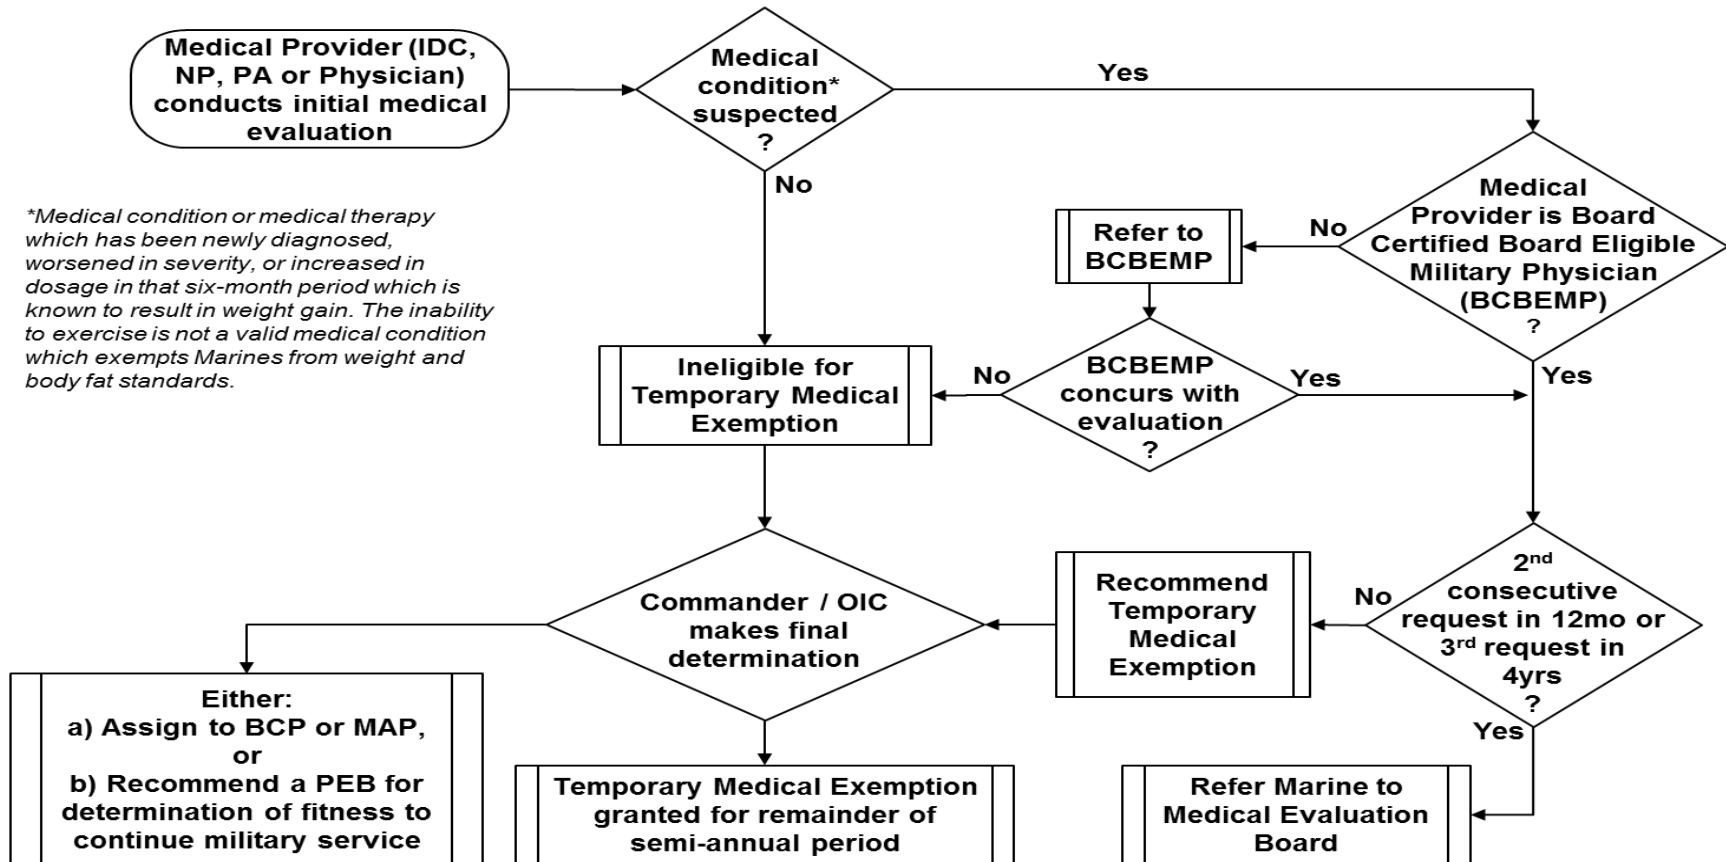 Medical Provider (IDC,
NP, PA or Physician)
conducts initial medical
evaluation
Medical
condition*
suspected
?
Yes
No
*Medical condition or medical therapy
which has been newly diagnosed,
worsened in severity, or increased in
dosage in that six-month period which is
known to result in weight gain. The inability
to exercise is not a valid medical condition
which exempts Marines from weight and
body fat standards.
Medical
Provider is Board
Certified Board Eligible
Military Physician
(BCBEMP)
?
No
Yes
Refer to
BCBEMP
BCBEMP
concurs with
evaluation
?
No
Yes
Ineligible for
Temporary Medical
Exemption
2nd
consecutive
request in 12mo or
3rd request in
4yrs
?
No
Yes
Recommend
Temporary
Medical
Exemption
Commander / OIC
makes final
determination
Either:
a) Assign to BCP or MAP,
or
b) Recommend a PEB for
determination of fitness to
continue military service
Temporary Medical Exemption
granted for remainder of
semi-annual period
Refer Marine to
Medical Evaluation
Board